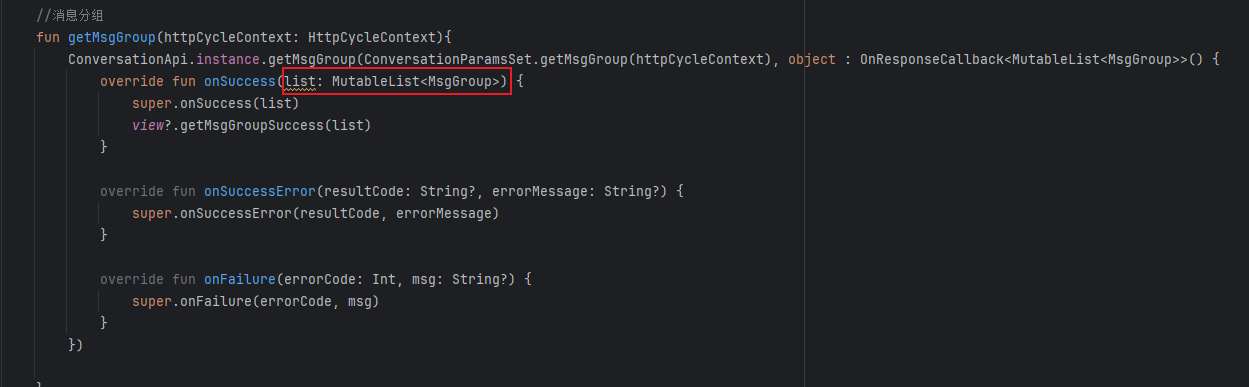 //消息分组
fun getMsgGroup(httpCycleContext: HttpCycleContext){
ConversationApi.instance.getMsgGroup(ConversationParamsSet.getMsgGroup(httpCycleContext), object : OnResponseCallback<MutableList<MsgGroup>>() {
override fun onSuccess(list: MutableList<MsgGroup>) {
super.onSuccess(list)
view?.getMsgGroupSuccess(list)
}
override fun onSuccessError(resultCode: String?, errorMessage: String?) {
super.onSuccessError(resultCode, errorMessage)
}
override fun onFailure(errorCode: Int, msg: String?) {
super.onFailure(errorCode, msg)
}
})
}